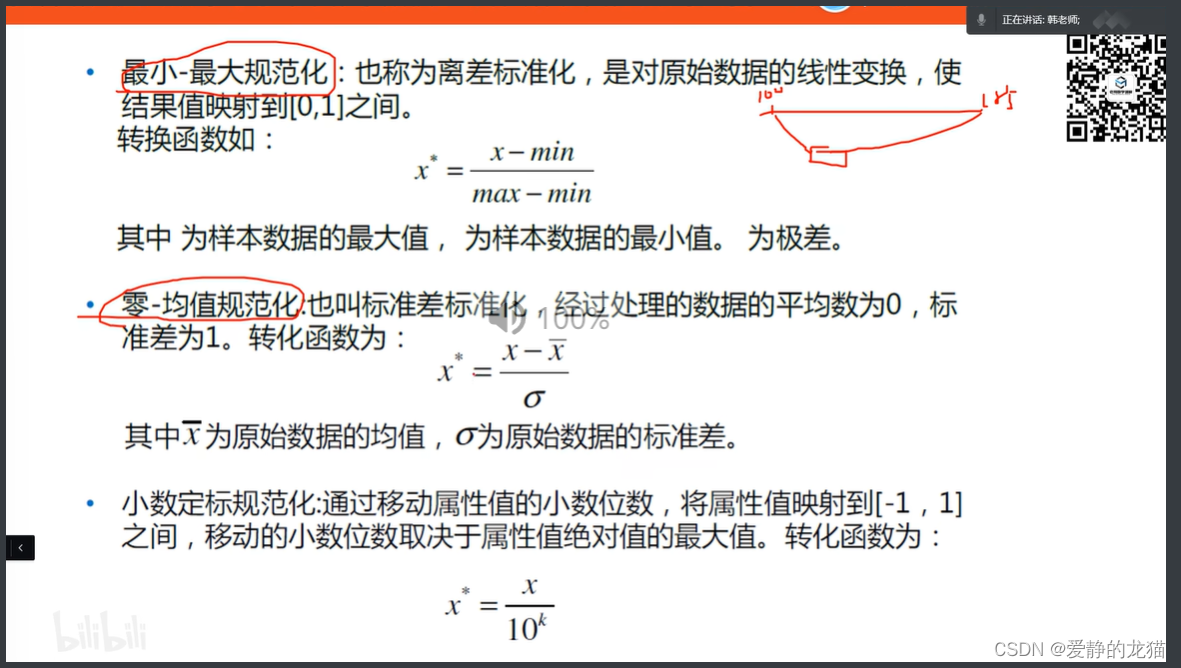 正在讲话: 韩老师;
• 最小-最大规范化：也称为离差标准化，是对原始数据的线性变换，使
结果值映射到[0,1]之间。
转换函数如：
x* = (x − min) / (max − min)
其中 为样本数据的最大值， 为样本数据的最小值。 为极差。
• 零-均值规范化:也叫标准差标准化，经过处理的数据的平均数为0，标
100%
准差为1。转化函数为：
x* = (x − x̅) / σ
其中x̅为原始数据的均值，σ为原始数据的标准差。
• 小数定标规范化:通过移动属性值的小数位数，将属性值映射到[-1，1]
之间，移动的小数位数取决于属性值绝对值的最大值。转化函数为：
x* = x / 10^k
bilibili
CSDN @爱静的龙猫